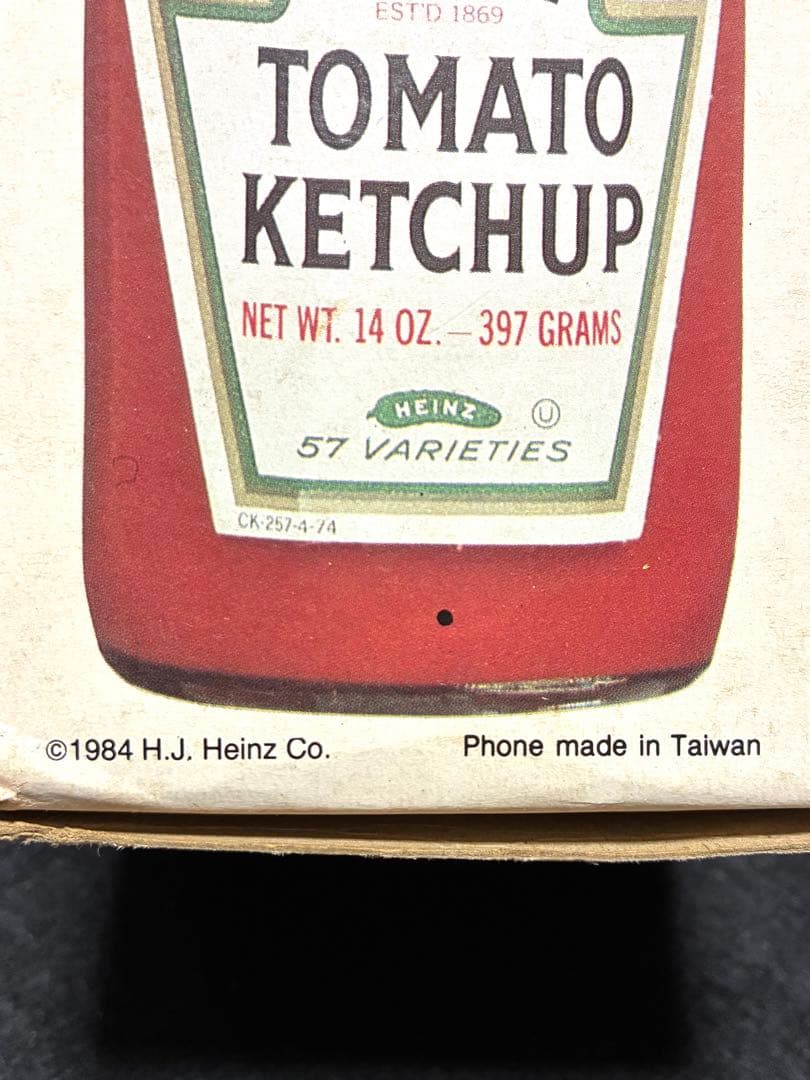 EST'D 1869
TOMATO
KETCHUP
NET WT. 14 OZ. — 397 GRAMS
HEINZ U
57 VARIETIES
CK-257-4-74
©1984 H.J. Heinz Co. Phone made in Taiwan